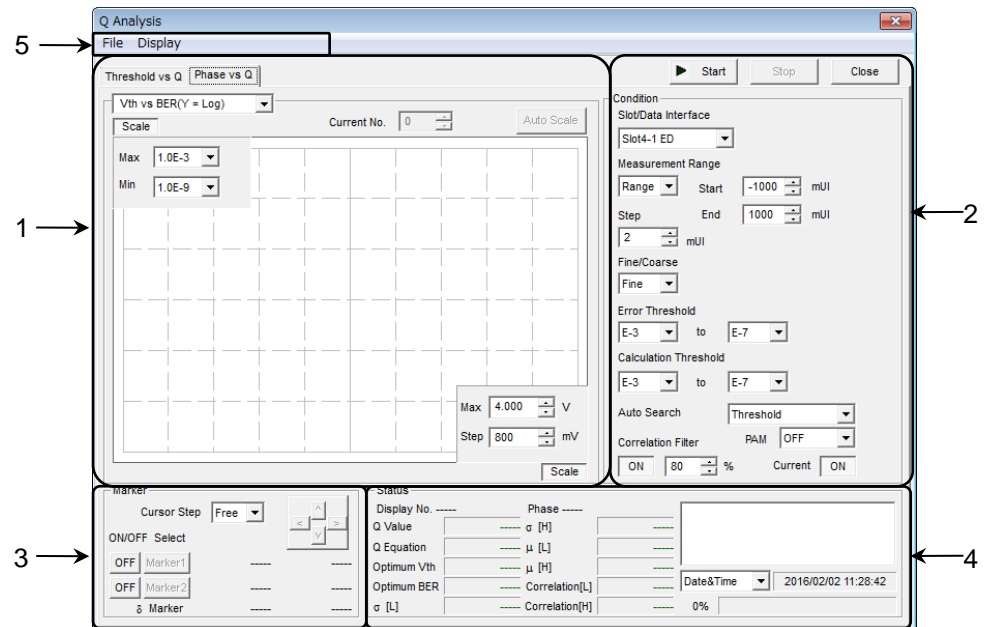 Q Analysis
5
File Display
Threshold vs Q Phase vs Q
Start Stop Close
Vth vs BER(Y = Log)
Scale
Current No. 0
Auto Scale
Max 1.0E-3
Min 1.0E-9
1
Max 4.000 V
Step 800 mV
Scale
Condition
Slot/Data Interface
Slot4-1 ED
Measurement Range
Range Start -1000 mUI
Step End 1000 mUI
2 mUI
2
Fine/Coarse
Fine
Error Threshold
E-3 to E-7
Calculation Threshold
E-3 to E-7
Auto Search Threshold
PAM OFF
Correlation Filter
ON 80 % Current ON
3
Marker
Cursor Step Free
^
< >
v
ON/OFF Select
OFF Marker1 ----- -----
OFF Marker2 ----- -----
δ Marker ----- -----
Status
Display No. ----- Phase -----
Q Value ----- σ [H] -----
Q Equation ----- μ [L] -----
Optimum Vth ----- μ [H] -----
Optimum BER ----- Correlation[L] -----
σ [L] ----- Correlation[H] -----
Date&Time 2016/02/02 11:28:42
0%
4